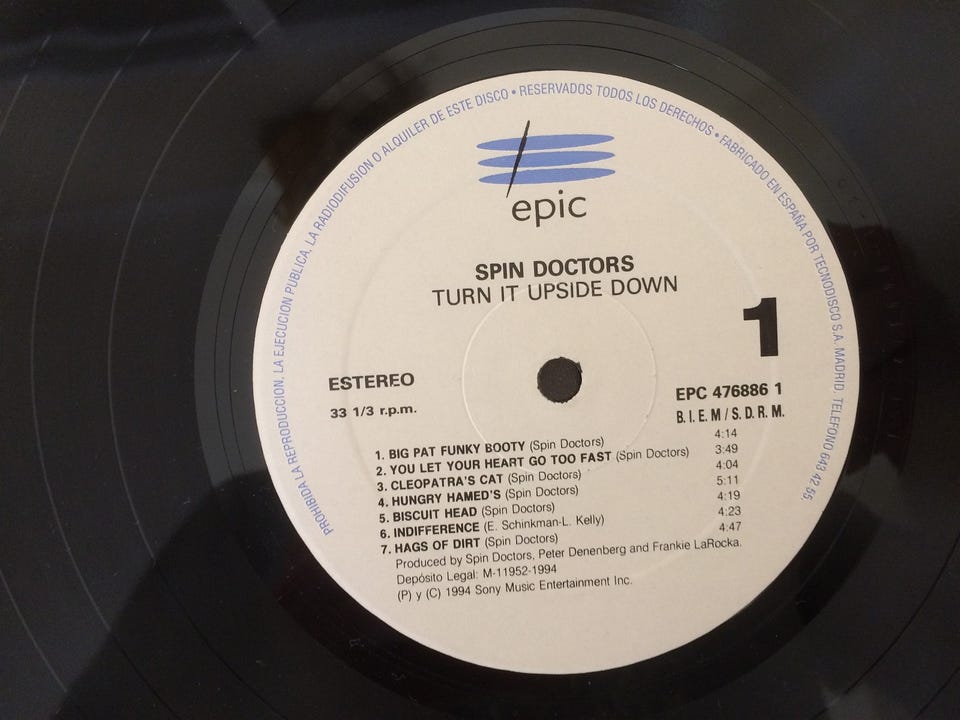 PROHIBIDA LA REPRODUCCION, LA EJECUCION PUBLICA, LA RADIODIFUSION O ALQUILER DE ESTE DISCO • RESERVADOS TODOS LOS DERECHOS • FABRICADO EN ESPAÑA POR TECNODISCO S.A. MADRID. TELEFONO 643 42 55.
epic
SPIN DOCTORS
TURN IT UPSIDE DOWN
1
ESTEREO
33 1/3 r.p.m.
EPC 476886 1
B. I. E. M / S. D. R. M.
1. BIG PAT FUNKY BOOTY (Spin Doctors) 4:14
2. YOU LET YOUR HEART GO TOO FAST (Spin Doctors) 3:49
3. CLEOPATRA'S CAT (Spin Doctors) 4:04
4. HUNGRY HAMED'S (Spin Doctors) 5:11
5. BISCUIT HEAD (Spin Doctors) 4:19
6. INDIFFERENCE (E. Schinkman-L. Kelly) 4:23
7. HAGS OF DIRT (Spin Doctors) 4:47
Produced by Spin Doctors, Peter Denenberg and Frankie LaRocka.
Depósito Legal: M-11952-1994
(P) y (C) 1994 Sony Music Entertainment Inc.